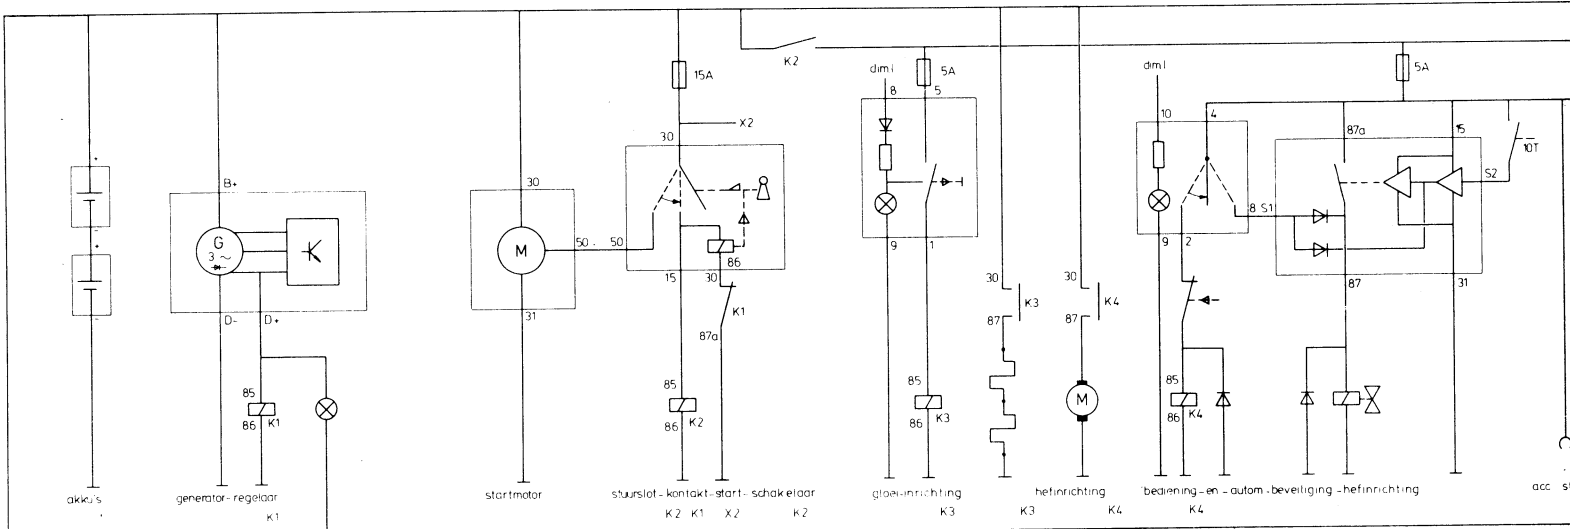 K2
15A
5A
5A
dim1
dim1
X2
8
5
10
4
87a
15
10T
S2
30
B+
30
G
3 ~
M
50
50
86
8 S1
9
1
9
2
15
30
87
31
31
K1
87a
30
K3
87
30
K4
87
D-
D+
85
86
K1
85
86
K2
85
86
K3
M
85
86
K4
akku's
generator-regelaar
startmotor
stuurslot-kontakt-start-schakelaar
gloei-inrichting
hefinrichting
bediening-en-autom.beveiliging-hefinrichting
acc
K1
K2 K1 X2 K2
K3
K3
K4
K4